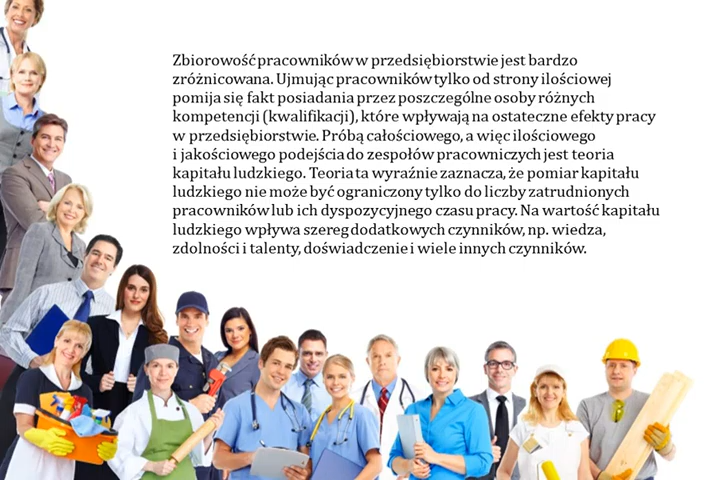 Zbiorowość pracowników w przedsiębiorstwie jest bardzo
zróżnicowana. Ujmując pracowników tylko od strony ilościowej
pomija się fakt posiadania przez poszczególne osoby różnych
kompetencji (kwalifikacji), które wpływają na ostateczne efekty pracy
w przedsiębiorstwie. Próbą całościowego, a więc ilościowego
i jakościowego podejścia do zespołów pracowniczych jest teoria
kapitału ludzkiego. Teoria ta wyraźnie zaznacza, że pomiar kapitału
ludzkiego nie może być ograniczony tylko do liczby zatrudnionych
pracowników lub ich dyspozycyjnego czasu pracy. Na wartość kapitału
ludzkiego wpływa szereg dodatkowych czynników, np. wiedza,
zdolności i talenty, doświadczenie i wiele innych czynników.